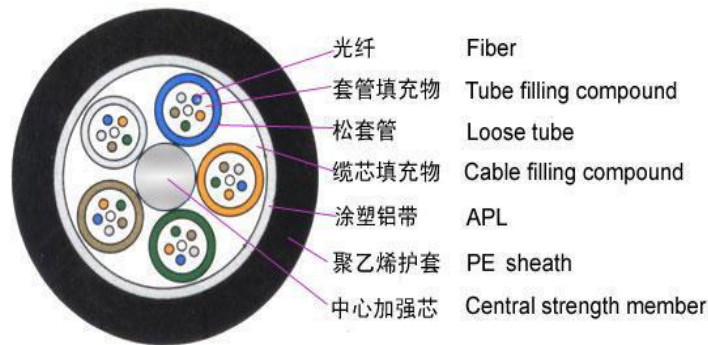 光纤 Fiber
套管填充物 Tube filling compound
松套管 Loose tube
缆芯填充物 Cable filling compound
涂塑铝带 APL
聚乙烯护套 PE sheath
中心加强芯 Central strength member